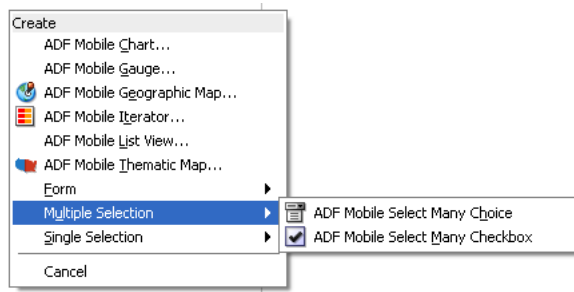 Create
ADF Mobile Chart...
ADF Mobile Gauge...
ADF Mobile Geographic Map...
ADF Mobile Iterator...
ADF Mobile List View...
ADF Mobile Thematic Map...
Form
Multiple Selection
ADF Mobile Select Many Choice
Single Selection
ADF Mobile Select Many Checkbox
Cancel